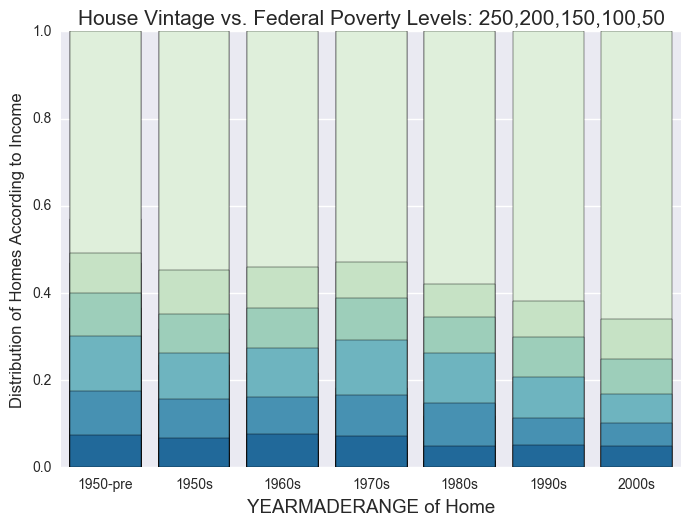 House Vintage vs. Federal Poverty Levels: 250,200,150,100,50
Distribution of Homes According to Income
1.0
0.8
0.6
0.4
0.2
0.0
1950-pre 1950s 1960s 1970s 1980s 1990s 2000s
YEARMADERANGE of Home